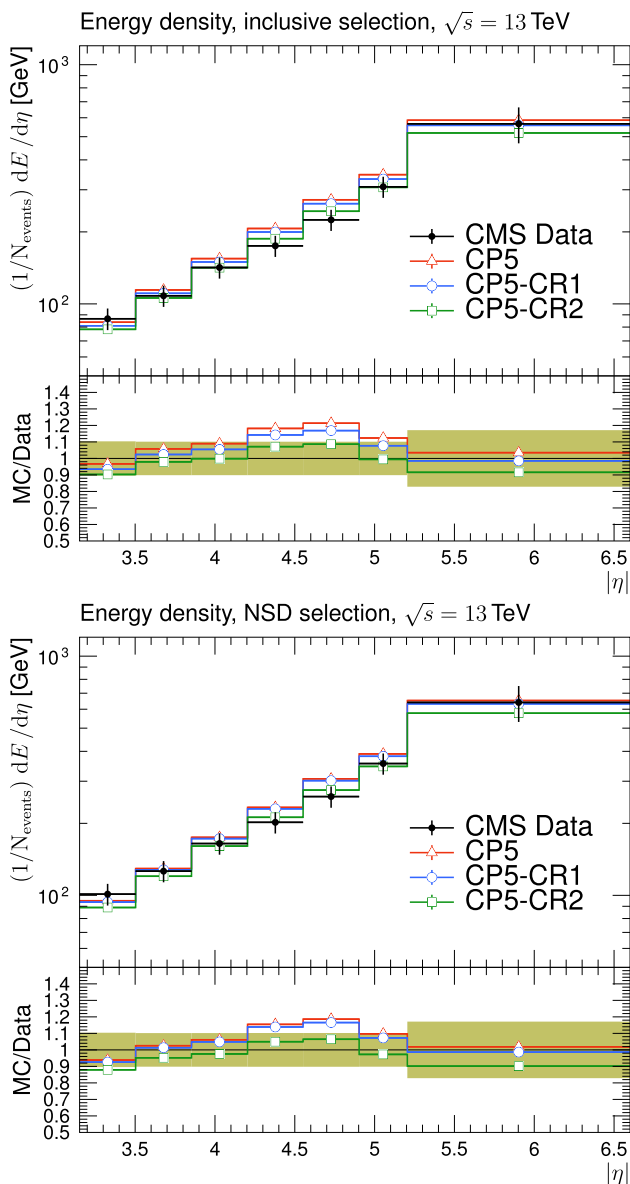 Energy density, inclusive selection, √s = 13 TeV
(1/N_events) dE/dη [GeV]
10³
10²
CMS Data
CP5
CP5-CR1
CP5-CR2
MC/Data
1.4
1.3
1.2
1.1
1
0.9
0.8
0.7
0.6
0.5
3.5 4 4.5 5 5.5 6 6.5
|η|
Energy density, NSD selection, √s = 13 TeV
(1/N_events) dE/dη [GeV]
10³
10²
CMS Data
CP5
CP5-CR1
CP5-CR2
MC/Data
1.4
1.3
1.2
1.1
1
0.9
0.8
0.7
0.6
0.5
3.5 4 4.5 5 5.5 6 6.5
|η|